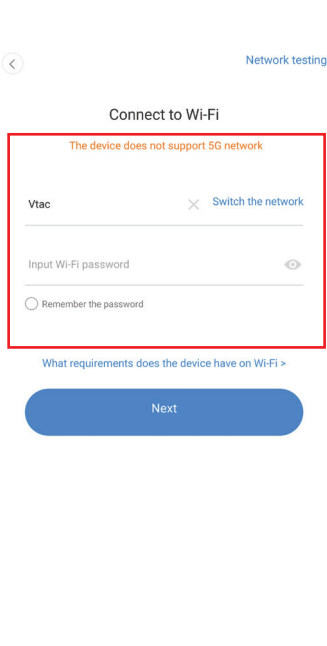 Network testing
Connect to Wi-Fi
The device does not support 5G network
Vtac
Switch the network
Input Wi-Fi password
Remember the password
What requirements does the device have on Wi-Fi >
Next